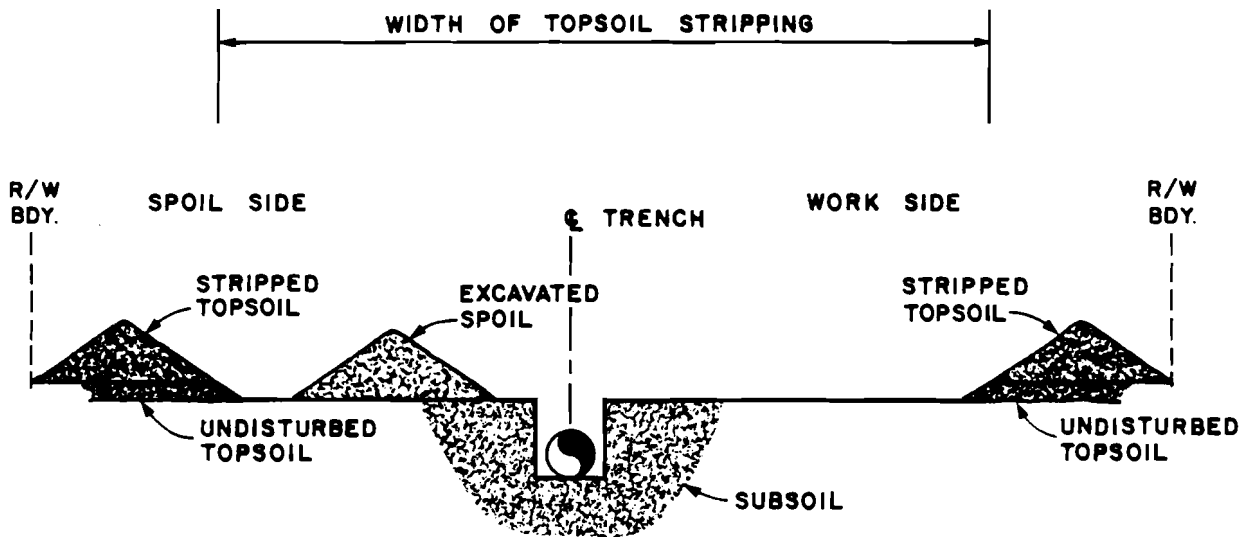 WIDTH OF TOPSOIL STRIPPING
R/W
BDY.
SPOIL SIDE
℄ TRENCH
WORK SIDE
R/W
BDY.
STRIPPED
TOPSOIL
EXCAVATED
SPOIL
STRIPPED
TOPSOIL
UNDISTURBED
TOPSOIL
UNDISTURBED
TOPSOIL
SUBSOIL